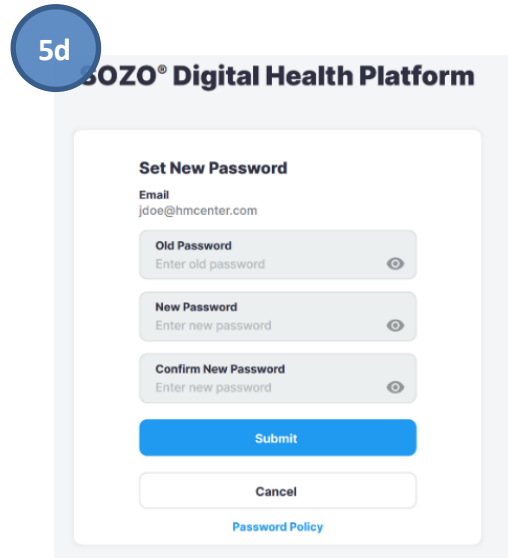 5d
SOZO® Digital Health Platform
Set New Password
Email
jdoe@hmcenter.com
Old Password
Enter old password
New Password
Enter new password
Confirm New Password
Enter new password
Submit
Cancel
Password Policy